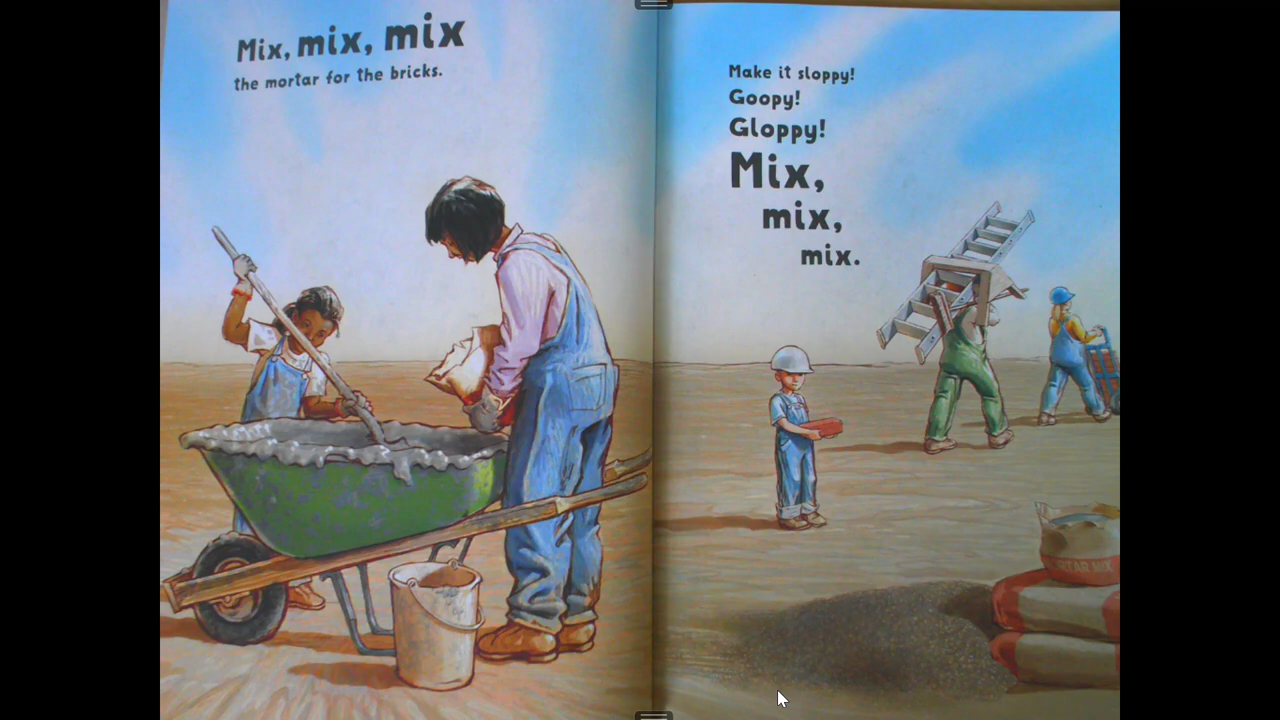 Mix, mix, mix
the mortar for the bricks.
Make it sloppy!
Goopy!
Gloppy!
Mix,
mix,
mix.
MORTAR MIX